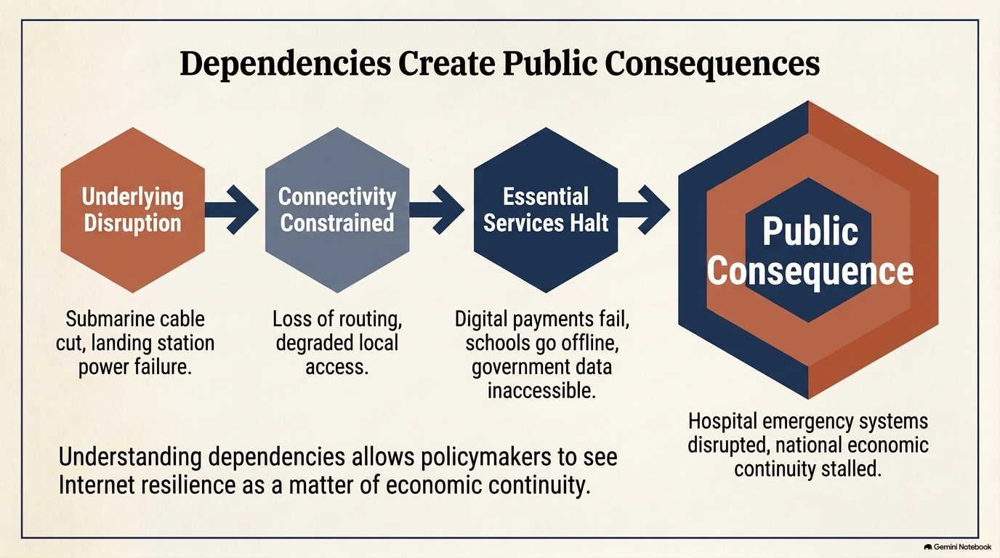 Dependencies Create Public Consequences
Underlying
Disruption
Connectivity
Constrained
Essential
Services Halt
Public
Consequence
Submarine cable
cut, landing station
power failure.
Loss of routing,
degraded local
access.
Digital payments fail,
schools go offline,
government data
inaccessible.
Hospital emergency systems
disrupted, national economic
continuity stalled.
Understanding dependencies allows policymakers to see
Internet resilience as a matter of economic continuity.
Gemini Notebook